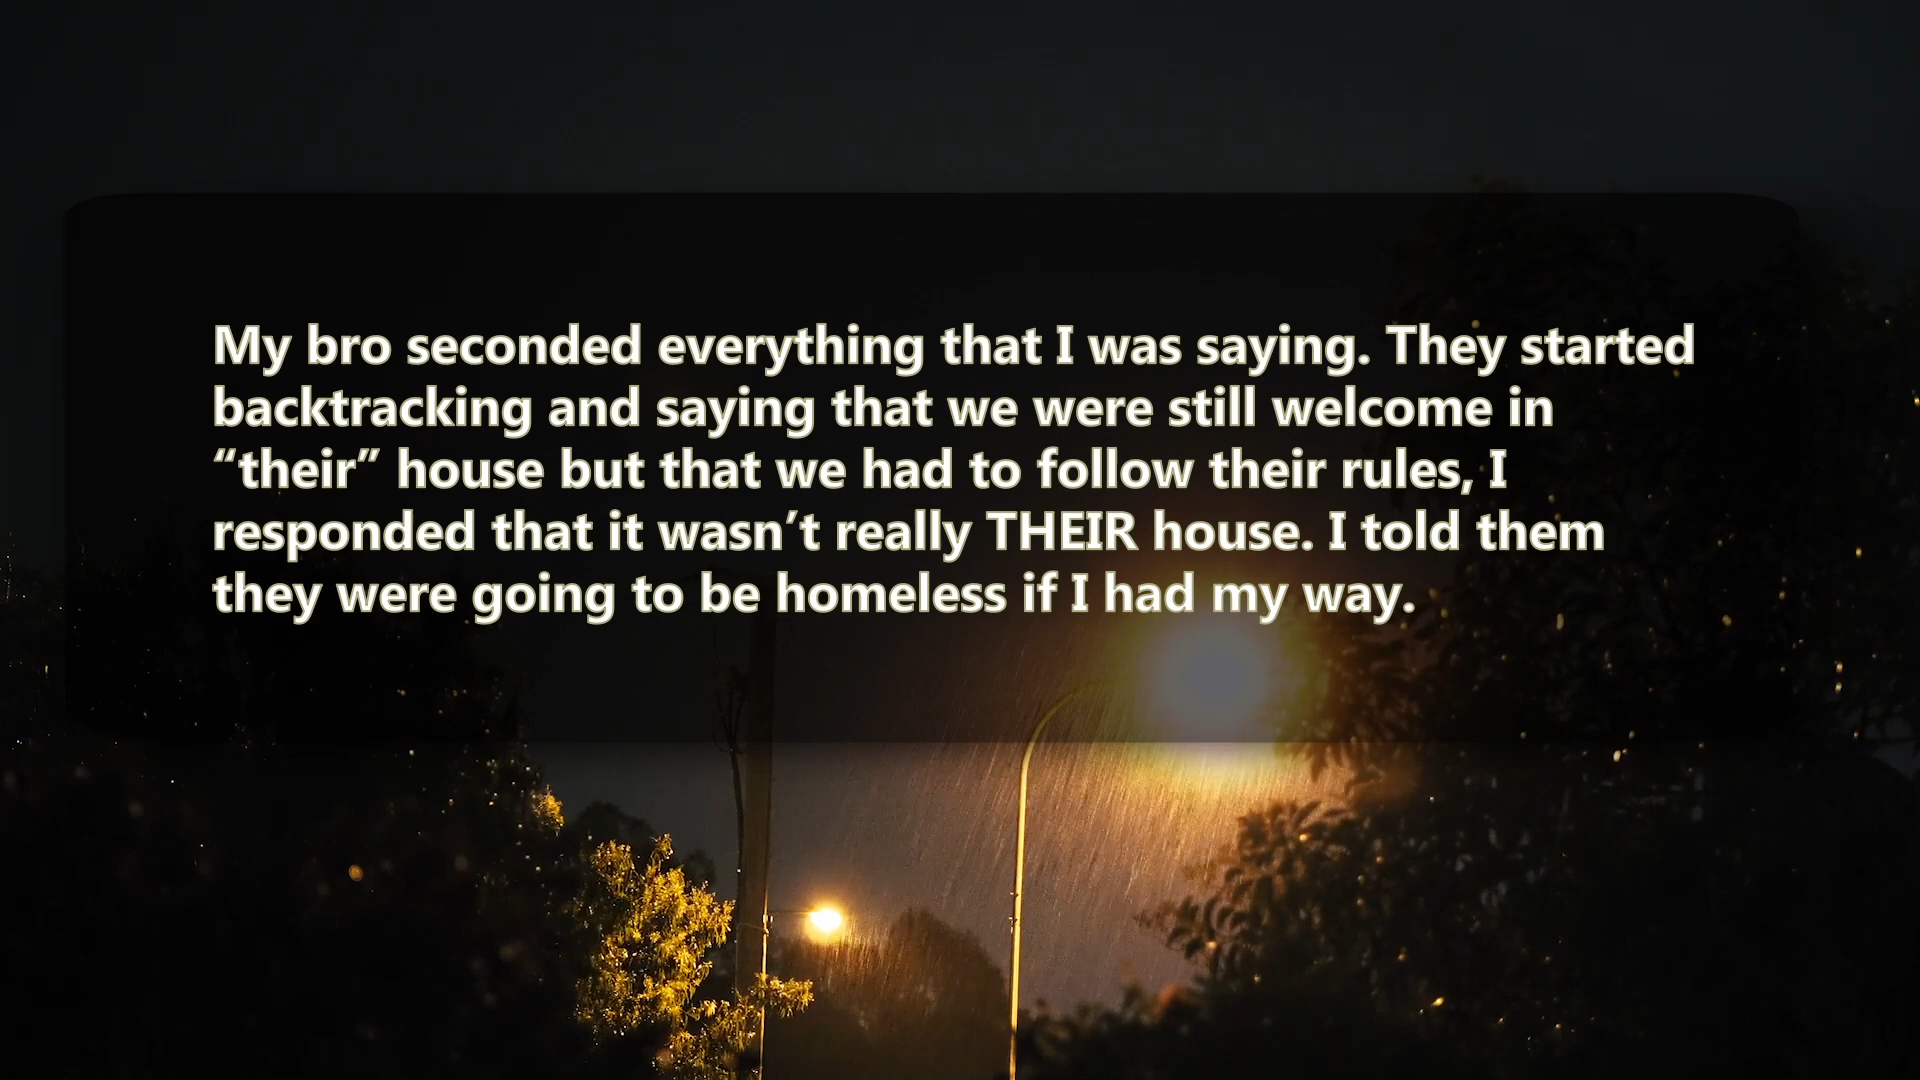 My bro seconded everything that I was saying. They started
backtracking and saying that we were still welcome in
“their” house but that we had to follow their rules, I
responded that it wasn’t really THEIR house. I told them
they were going to be homeless if I had my way.